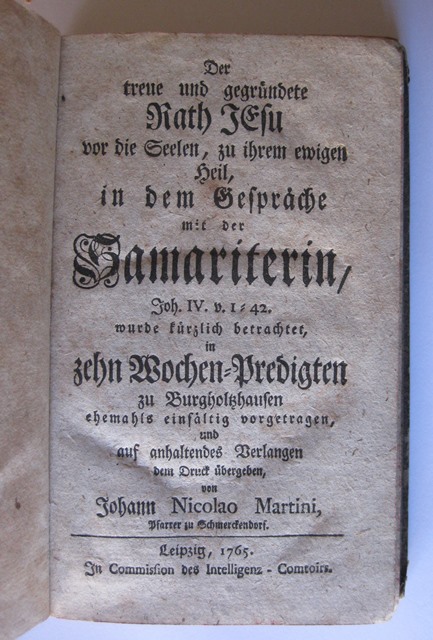 Der
treue und gegründete
Rath JEsu
vor die Seelen, zu ihrem ewigen
Heil,
in dem Gespräche
mit der
Samariterin,
Joh. IV. v. 1-42.
wurde kürzlich betrachtet,
in
zehn Wochen-Predigten
zu Burgholtzhausen
ehemahls einfältig vorgetragen,
und
auf anhaltendes Verlangen
dem Druck übergeben,
von
Johann Nicolao Martini,
Pfarrer zu Schmerckendorf.
Leipzig, 1765.
In Commission des Intelligenz-Comtoirs.